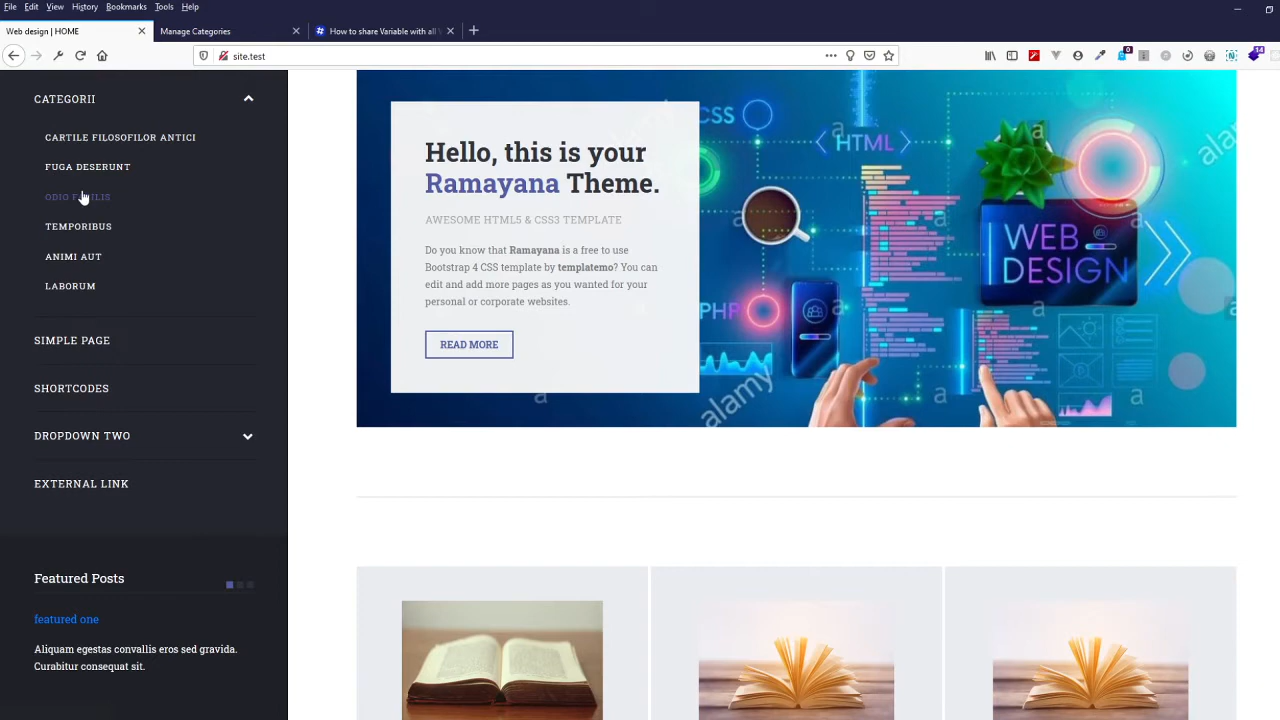 File Edit View History Bookmarks Tools Help
Web design | HOME
Manage Categories
How to share Variable with all
site.test
0
14
CATEGORII
CARTILE FILOSOFILOR ANTICI
FUGA DESERUNT
TEMPORIBUS
ANIMI AUT
LABORUM
SIMPLE PAGE
SHORTCODES
DROPDOWN TWO
EXTERNAL LINK
Featured Posts
featured one
Aliquam egestas convallis eros sed gravida.
Curabitur consequat sit.
Hello, this is your
Ramayana Theme.
AWESOME HTML5 & CSS3 TEMPLATE
Do you know that Ramayana is a free to use
Bootstrap 4 CSS template by templatemo? You can
edit and add more pages as you wanted for your
personal or corporate websites.
READ MORE
CSS
HTML
PHP
WEB
DESIGN
alamy
a
a
a
a
a
a
alamy